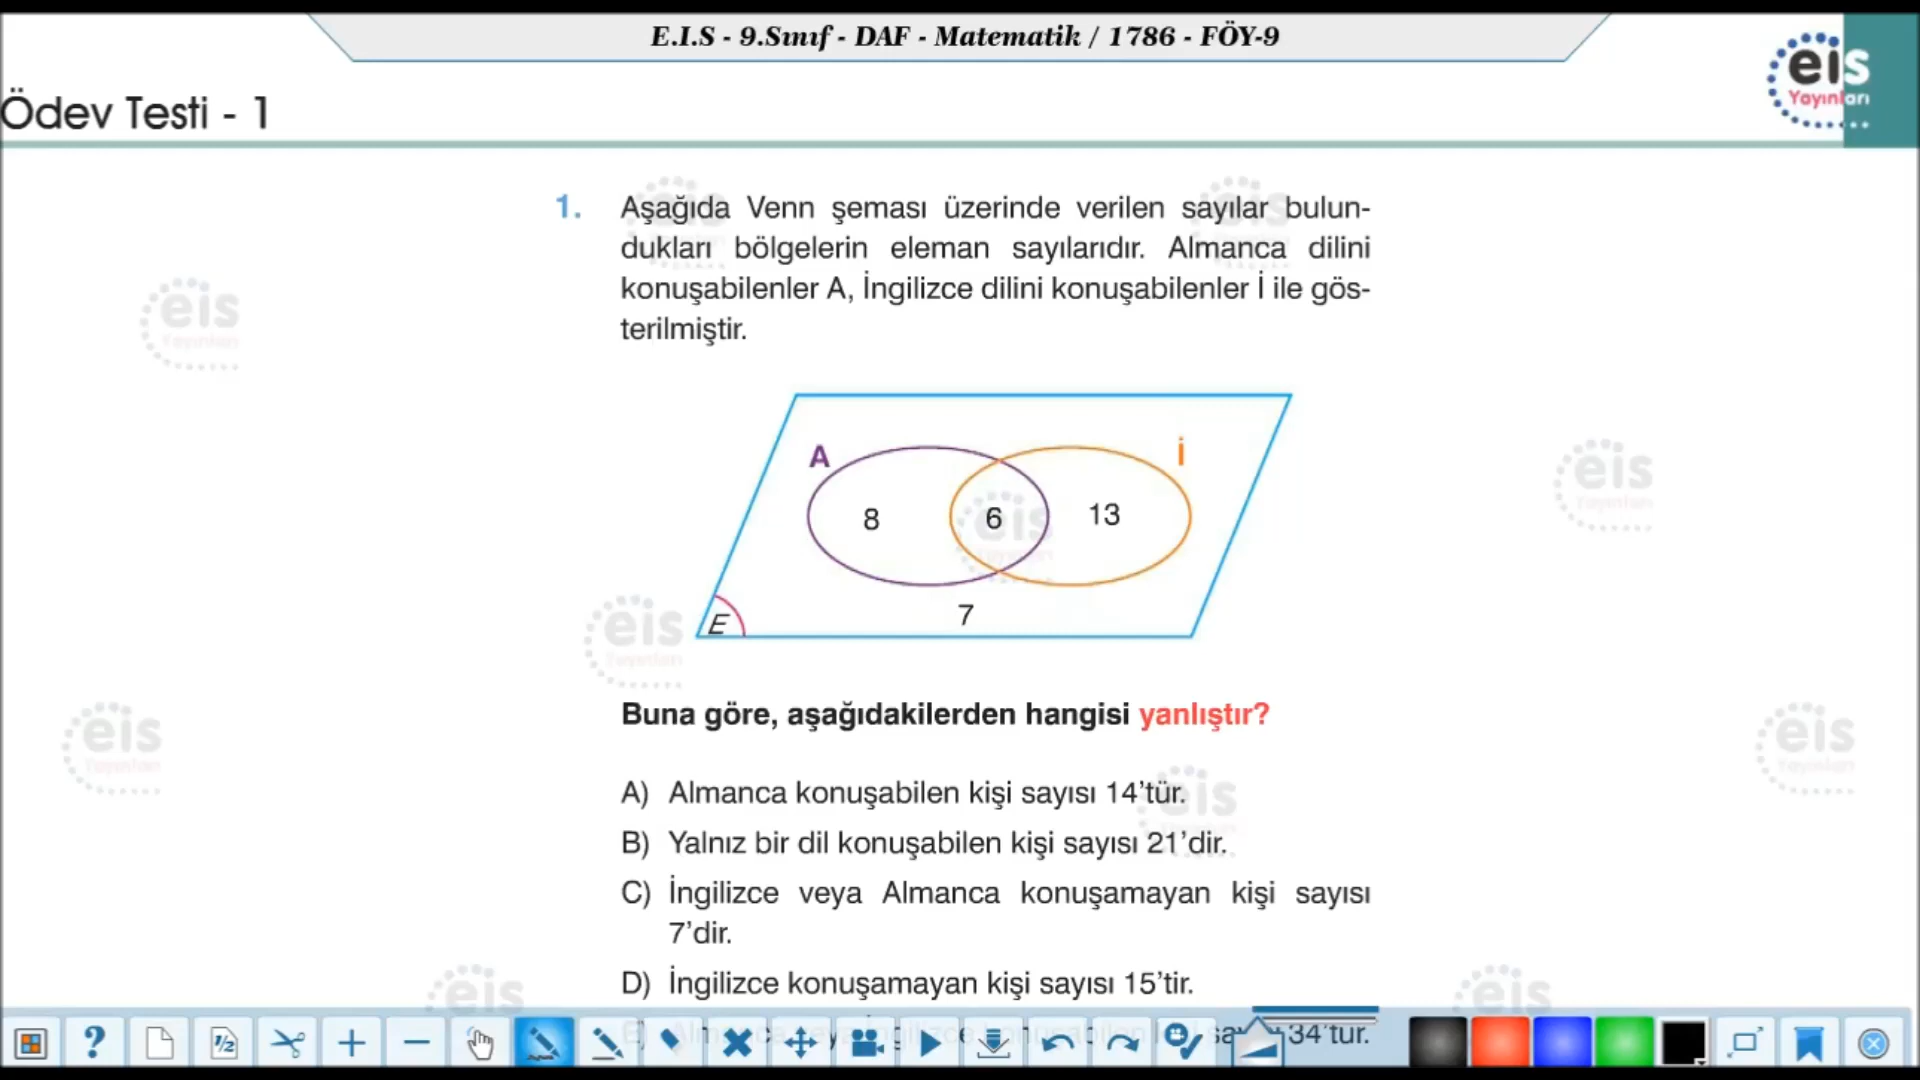 E.I.S - 9.Sınıf - DAF - Matematik / 1786 - FÖY-9
eis
Yayınları
Ödev Testi - 1
1. Aşağıda Venn şeması üzerinde verilen sayılar bulun-
dukları bölgelerin eleman sayılarıdır. Almanca dilini
konuşabilenler A, İngilizce dilini konuşabilenler İ ile gös-
terilmiştir.
A İ
8 6 13
7
E
Buna göre, aşağıdakilerden hangisi yanlıştır?
A) Almanca konuşabilen kişi sayısı 14'tür.
B) Yalnız bir dil konuşabilen kişi sayısı 21'dir.
C) İngilizce veya Almanca konuşamayan kişi sayısı
7'dir.
D) İngilizce konuşamayan kişi sayısı 15'tir.
34'tür.